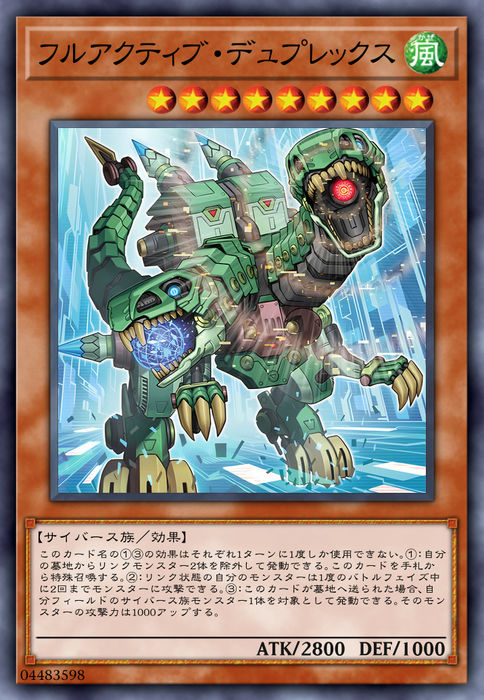 フルアクティブ・デュプレックス
かぜ
風
【サイバース族／効果】
このカード名の①③の効果はそれぞれ1ターンに1度しか使用できない。①：自分
の墓地からリンクモンスター2体を除外して発動できる。このカードを手札か
ら特殊召喚する。②：リンク状態の自分のモンスターは1度のバトルフェイズ中
に2回までモンスターに攻撃できる。③：このカードが墓地へ送られた場合、自
分フィールドのサイバース族モンスター1体を対象として発動できる。そのモン
スターの攻撃力は1000アップする。
ATK/2800 DEF/1000
04483598